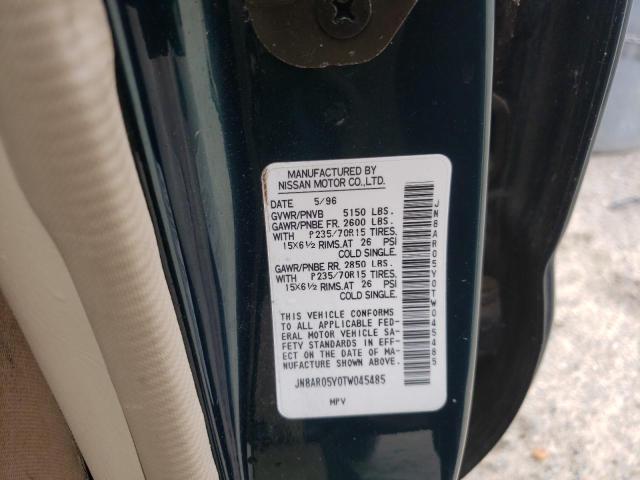 MANUFACTURED BY
NISSAN MOTOR CO.,LTD.
DATE 5/96
GVWR/PNVB 5150 LBS.
GAWR/PNBE FR. 2600 LBS.
WITH P235/70R15 TIRES,
15X6½ RIMS.AT 26 PSI
COLD SINGLE.
GAWR/PNBE RR. 2850 LBS.
WITH P235/70R15 TIRES,
15X6½ RIMS.AT 26 PSI
COLD SINGLE.
THIS VEHICLE CONFORMS
TO ALL APPLICABLE FED-
ERAL MOTOR VEHICLE SA-
FETY STANDARDS IN EFF-
ECT ON THE DATE OF MA-
NUFACTURE SHOWN ABOVE.
JN8AR05Y0TW045485
MPV
JN8AR05Y0TW045485